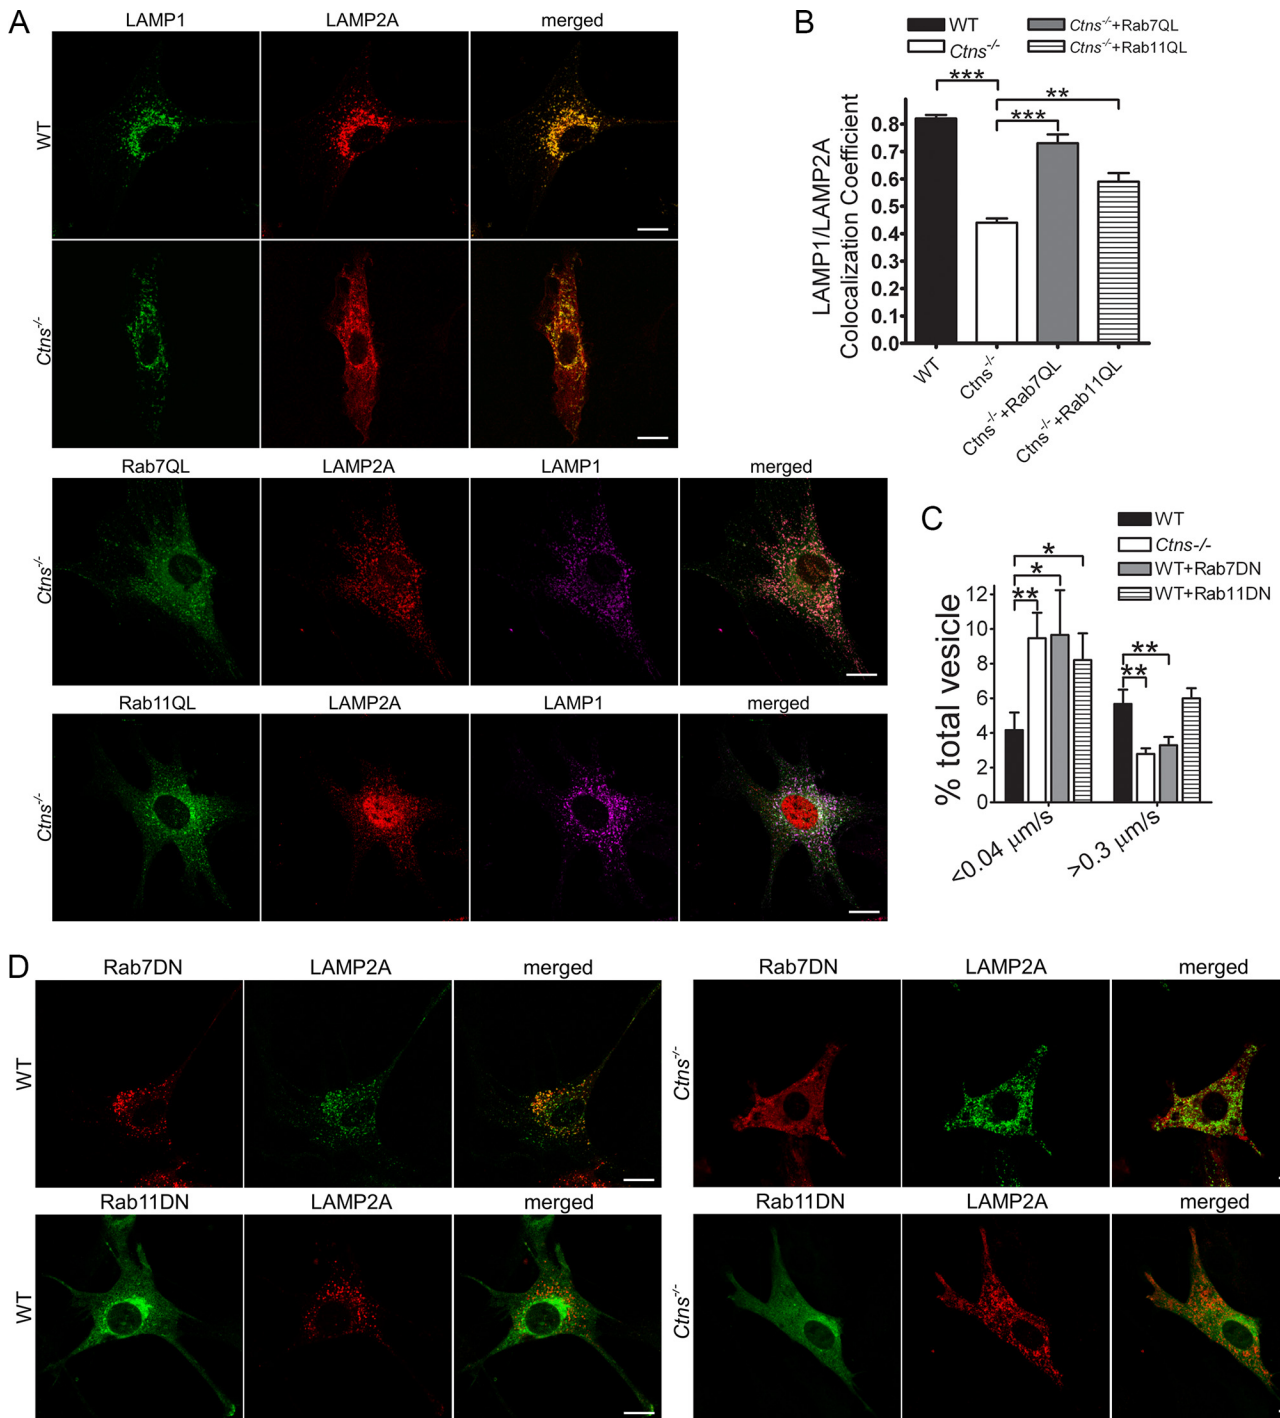 A
LAMP1 LAMP2A merged
WT
Ctns-/-
Rab7QL LAMP2A LAMP1 merged
Ctns-/-
Rab11QL LAMP2A LAMP1 merged
Ctns-/-
B
WT
Ctns-/-
Ctns-/-+Rab7QL
Ctns-/-+Rab11QL
***
**
***
LAMP1/LAMP2A
Colocalization Coefficient
0.8
0.7
0.6
0.5
0.4
0.3
0.2
0.1
0.0
WT
Ctns-/-
Ctns-/-+Rab7QL
Ctns-/-+Rab11QL
C
WT
Ctns-/-
WT+Rab7DN
WT+Rab11DN
*
*
**
**
**
% total vesicle
12
10
8
6
4
2
0
<0.04 µm/s
>0.3 µm/s
D
Rab7DN LAMP2A merged
WT
Rab11DN LAMP2A merged
WT
Rab7DN LAMP2A merged
Ctns-/-
Rab11DN LAMP2A merged
Ctns-/-